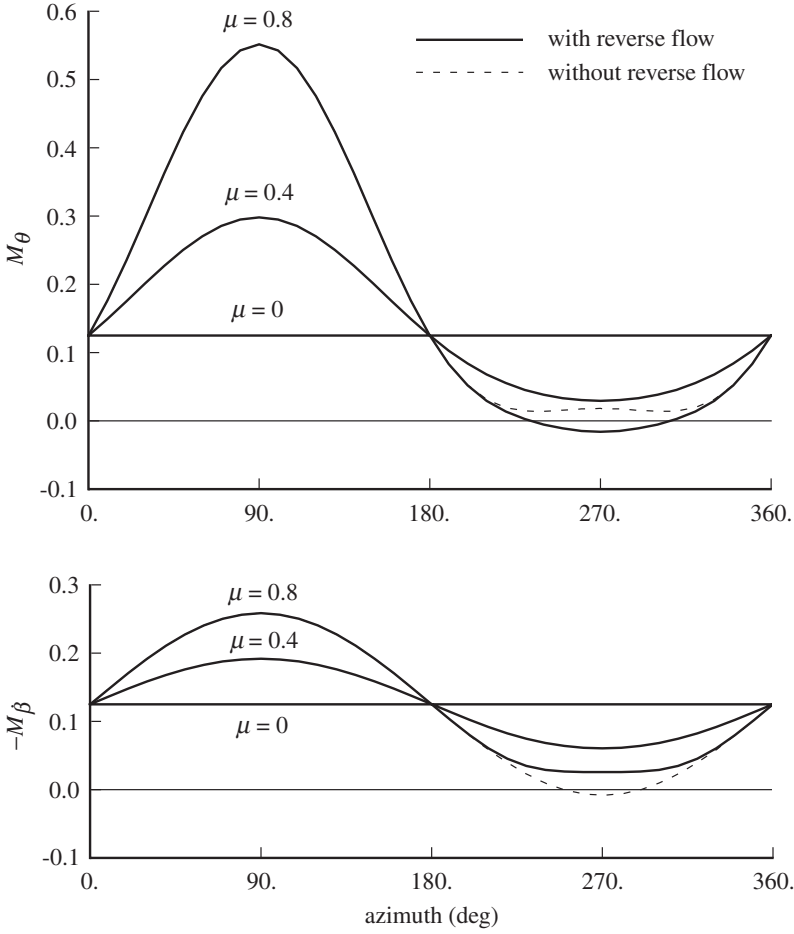 0.6
0.5
0.4
0.3
0.2
0.1
0.0
-0.1
Mθ
μ = 0.8
μ = 0.4
μ = 0
with reverse flow
without reverse flow
0. 90. 180. 270. 360.
0.3
0.2
0.1
0.0
-0.1
−Mβ̇
μ = 0.8
μ = 0.4
μ = 0
0. 90. 180. 270. 360.
azimuth (deg)